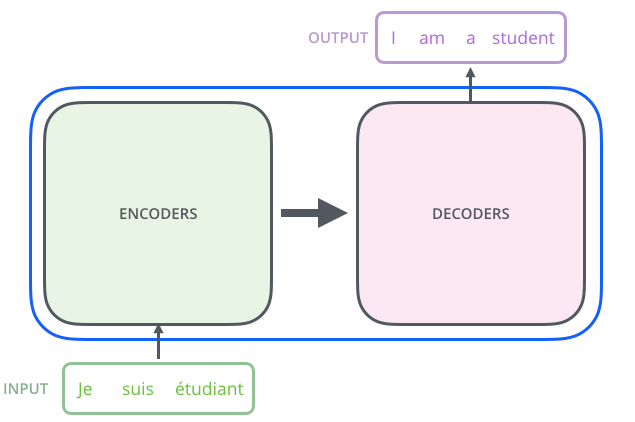 OUTPUT
I am a student
ENCODERS
DECODERS
INPUT
Je suis étudiant